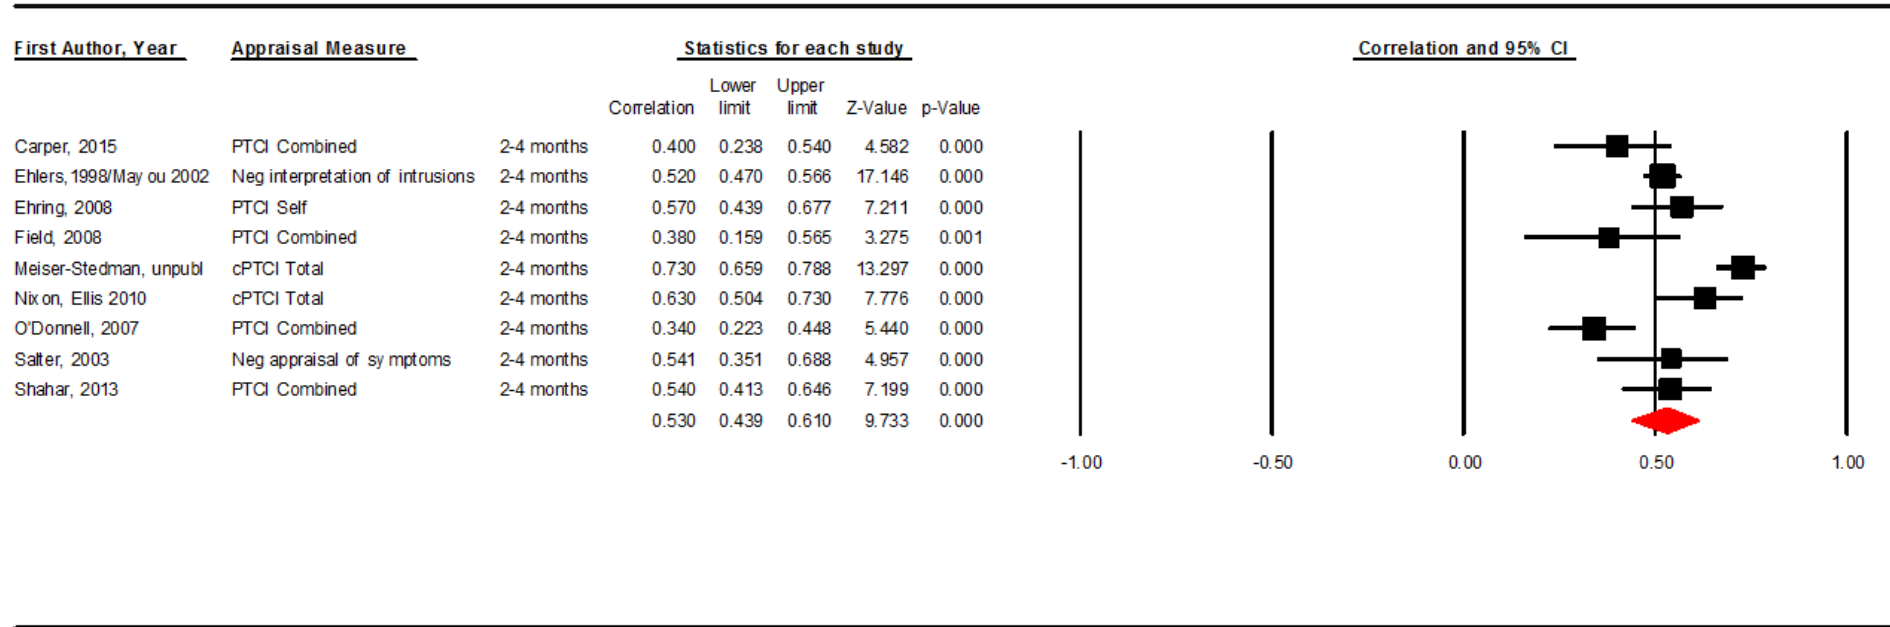 First Author, Year Appraisal Measure Statistics for each study Correlation and 95% CI
Lower Upper
Correlation limit limit Z-Value p-Value
Carper, 2015 PTCI Combined 2-4 months 0.400 0.238 0.540 4.582 0.000
Ehlers,1998/May ou 2002 Neg interpretation of intrusions 2-4 months 0.520 0.470 0.566 17.146 0.000
Ehring, 2008 PTCI Self 2-4 months 0.570 0.439 0.677 7.211 0.000
Field, 2008 PTCI Combined 2-4 months 0.380 0.159 0.565 3.275 0.001
Meiser-Stedman, unpubl cPTCI Total 2-4 months 0.730 0.659 0.788 13.297 0.000
Nixon, Ellis 2010 cPTCI Total 2-4 months 0.630 0.504 0.730 7.776 0.000
O'Donnell, 2007 PTCI Combined 2-4 months 0.340 0.223 0.448 5.440 0.000
Salter, 2003 Neg appraisal of sy mptoms 2-4 months 0.541 0.351 0.688 4.957 0.000
Shahar, 2013 PTCI Combined 2-4 months 0.540 0.413 0.646 7.199 0.000
0.530 0.439 0.610 9.733 0.000
-1.00 -0.50 0.00 0.50 1.00